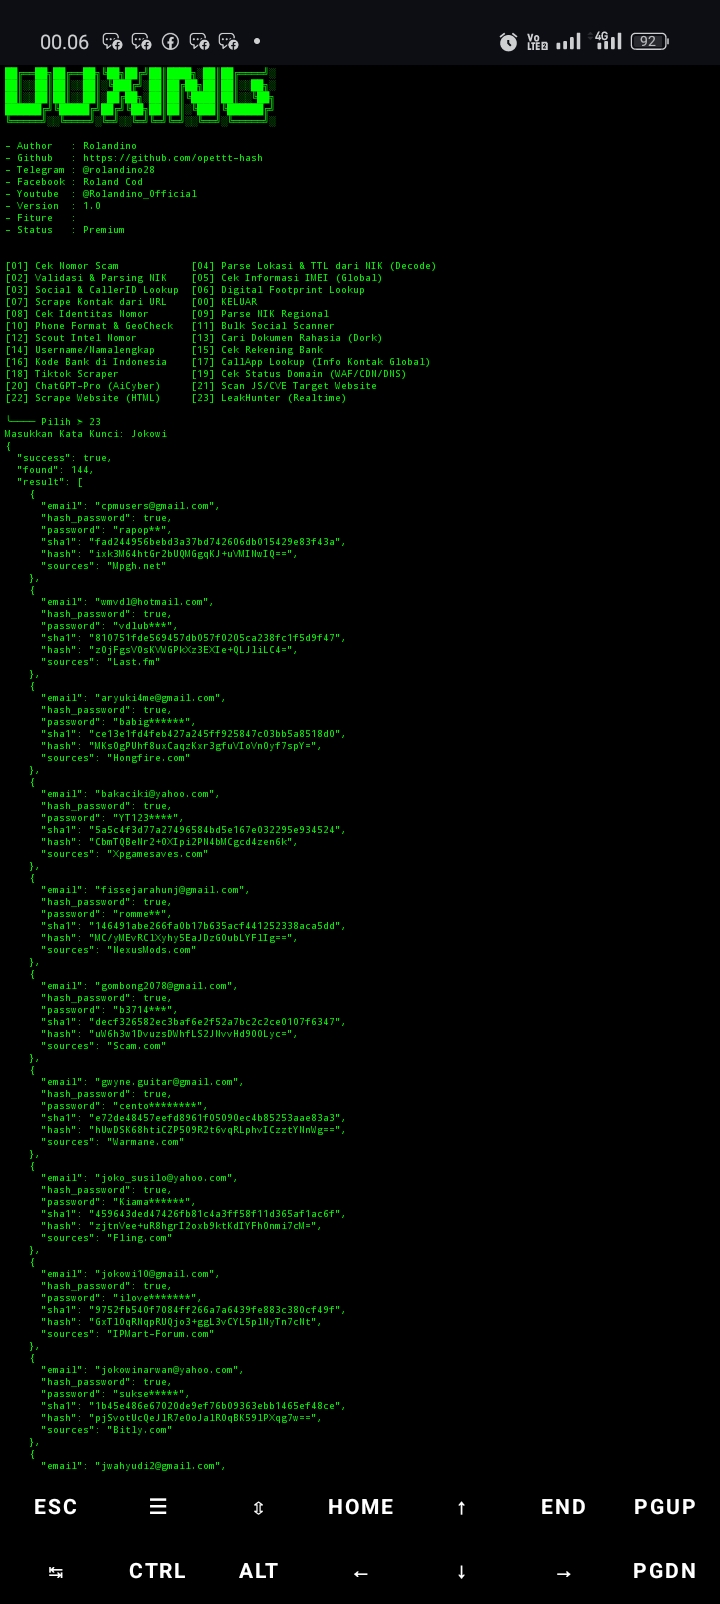 00.06 92
Vo LTE2 4G
DOXING
- Author : Rolandino
- Github : https://github.com/opettt-hash
- Telegram : @rolandino28
- Facebook : Roland Cod
- Youtube : @Rolandino_Official
- Version : 1.0
- Fiture :
- Status : Premium
[01] Cek Nomor Scam [04] Parse Lokasi & TTL dari NIK (Decode)
[02] Validasi & Parsing NIK [05] Cek Informasi IMEI (Global)
[03] Social & CallerID Lookup [06] Digital Footprint Lookup
[07] Scrape Kontak dari URL [00] KELUAR
[08] Cek Identitas Nomor [09] Parse NIK Regional
[10] Phone Format & GeoCheck [11] Bulk Social Scanner
[12] Scout Intel Nomor [13] Cari Dokumen Rahasia (Dork)
[14] Username/Namalengkap [15] Cek Rekening Bank
[16] Kode Bank di Indonesia [17] CallApp Lookup (Info Kontak Global)
[18] Tiktok Scraper [19] Cek Status Domain (WAF/CDN/DNS)
[20] ChatGPT-Pro (AiCyber) [21] Scan JS/CVE Target Website
[22] Scrape Website (HTML) [23] LeakHunter (Realtime)
╰──── Pilih ➤ 23
Masukkan Kata Kunci: Jokowi
{
"success": true,
"found": 144,
"result": [
{
"email": "cpmusers@gmail.com",
"hash_password": true,
"password": "rapop**",
"sha1": "fad244956bebd3a37bd742606db015429e83f43a",
"hash": "ixk3M64htGr2bUQMGgqKJ+uVMINwIQ==",
"sources": "Mpgh.net"
},
{
"email": "wmvdl@hotmail.com",
"hash_password": true,
"password": "vdlub***",
"sha1": "810751fde569457db057f0205ca238fc1f5d9f47",
"hash": "z0jFgsV0sKVWGPkXz3EXIe+QLJliLC4=",
"sources": "Last.fm"
},
{
"email": "aryuki4me@gmail.com",
"hash_password": true,
"password": "babig******",
"sha1": "ce13e1fd4feb427a245ff925847c03bb5a8518d0",
"hash": "MKs0gPUhf8uxCaqzKxr3gfuVIoVnOyf7spY=",
"sources": "Hongfire.com"
},
{
"email": "bakaciki@yahoo.com",
"hash_password": true,
"password": "YT123****",
"sha1": "5a5c4f3d77a27496584bd5e167e032295e934524",
"hash": "CbmTQBeNr2+OXIpi2PN4bMCgcd4zen6k",
"sources": "Xpgamesaves.com"
},
{
"email": "fissejarahunj@gmail.com",
"hash_password": true,
"password": "romme**",
"sha1": "146491abe266fa0b17b635acf441252338aca5dd",
"hash": "MC/yMEvRClXyhy5EaJDzG0ubLYFlIg==",
"sources": "NexusMods.com"
},
{
"email": "gombong2078@gmail.com",
"hash_password": true,
"password": "b3714***",
"sha1": "decf326582ec3baf6e2f52a7bc2c2ce0107f6347",
"hash": "uW6h3w1DvuzsDWhfLS2JNvvHd900Lyc=",
"sources": "Scam.com"
},
{
"email": "gwyne.guitar@gmail.com",
"hash_password": true,
"password": "cento********",
"sha1": "e72de48457eefd8961f05090ec4b85253aae83a3",
"hash": "hUwDSK68htiCZP509R2t6vqRLphvICzztYNnWg==",
"sources": "Warmane.com"
},
{
"email": "joko_susilo@yahoo.com",
"hash_password": true,
"password": "Kiama******",
"sha1": "459643ded47426fb81c4a3ff58f11d365af1ac6f",
"hash": "zjtnVee+uR8hgrI2oxb9ktKdIYFh0nmi7cM=",
"sources": "Fling.com"
},
{
"email": "jokowi10@gmail.com",
"hash_password": true,
"password": "ilove*******",
"sha1": "9752fb540f7084ff266a7a6439fe883c380cf49f",
"hash": "GxTlOqRNqpRUQjo3+ggL3vCYL5plNyTn7cNt",
"sources": "IPMart-Forum.com"
},
{
"email": "jokowinarwan@yahoo.com",
"hash_password": true,
"password": "sukse*****",
"sha1": "1b45e486e67020de9ef76b09363ebb1465ef48ce",
"hash": "pjSvotUcQeJlR7eOoJalROqBK59lPXqg7w==",
"sources": "Bitly.com"
},
{
"email": "jwahyudi2@gmail.com",
ESC ☰ ⇳ HOME ↑ END PGUP
↹ CTRL ALT ← ↓ → PGDN